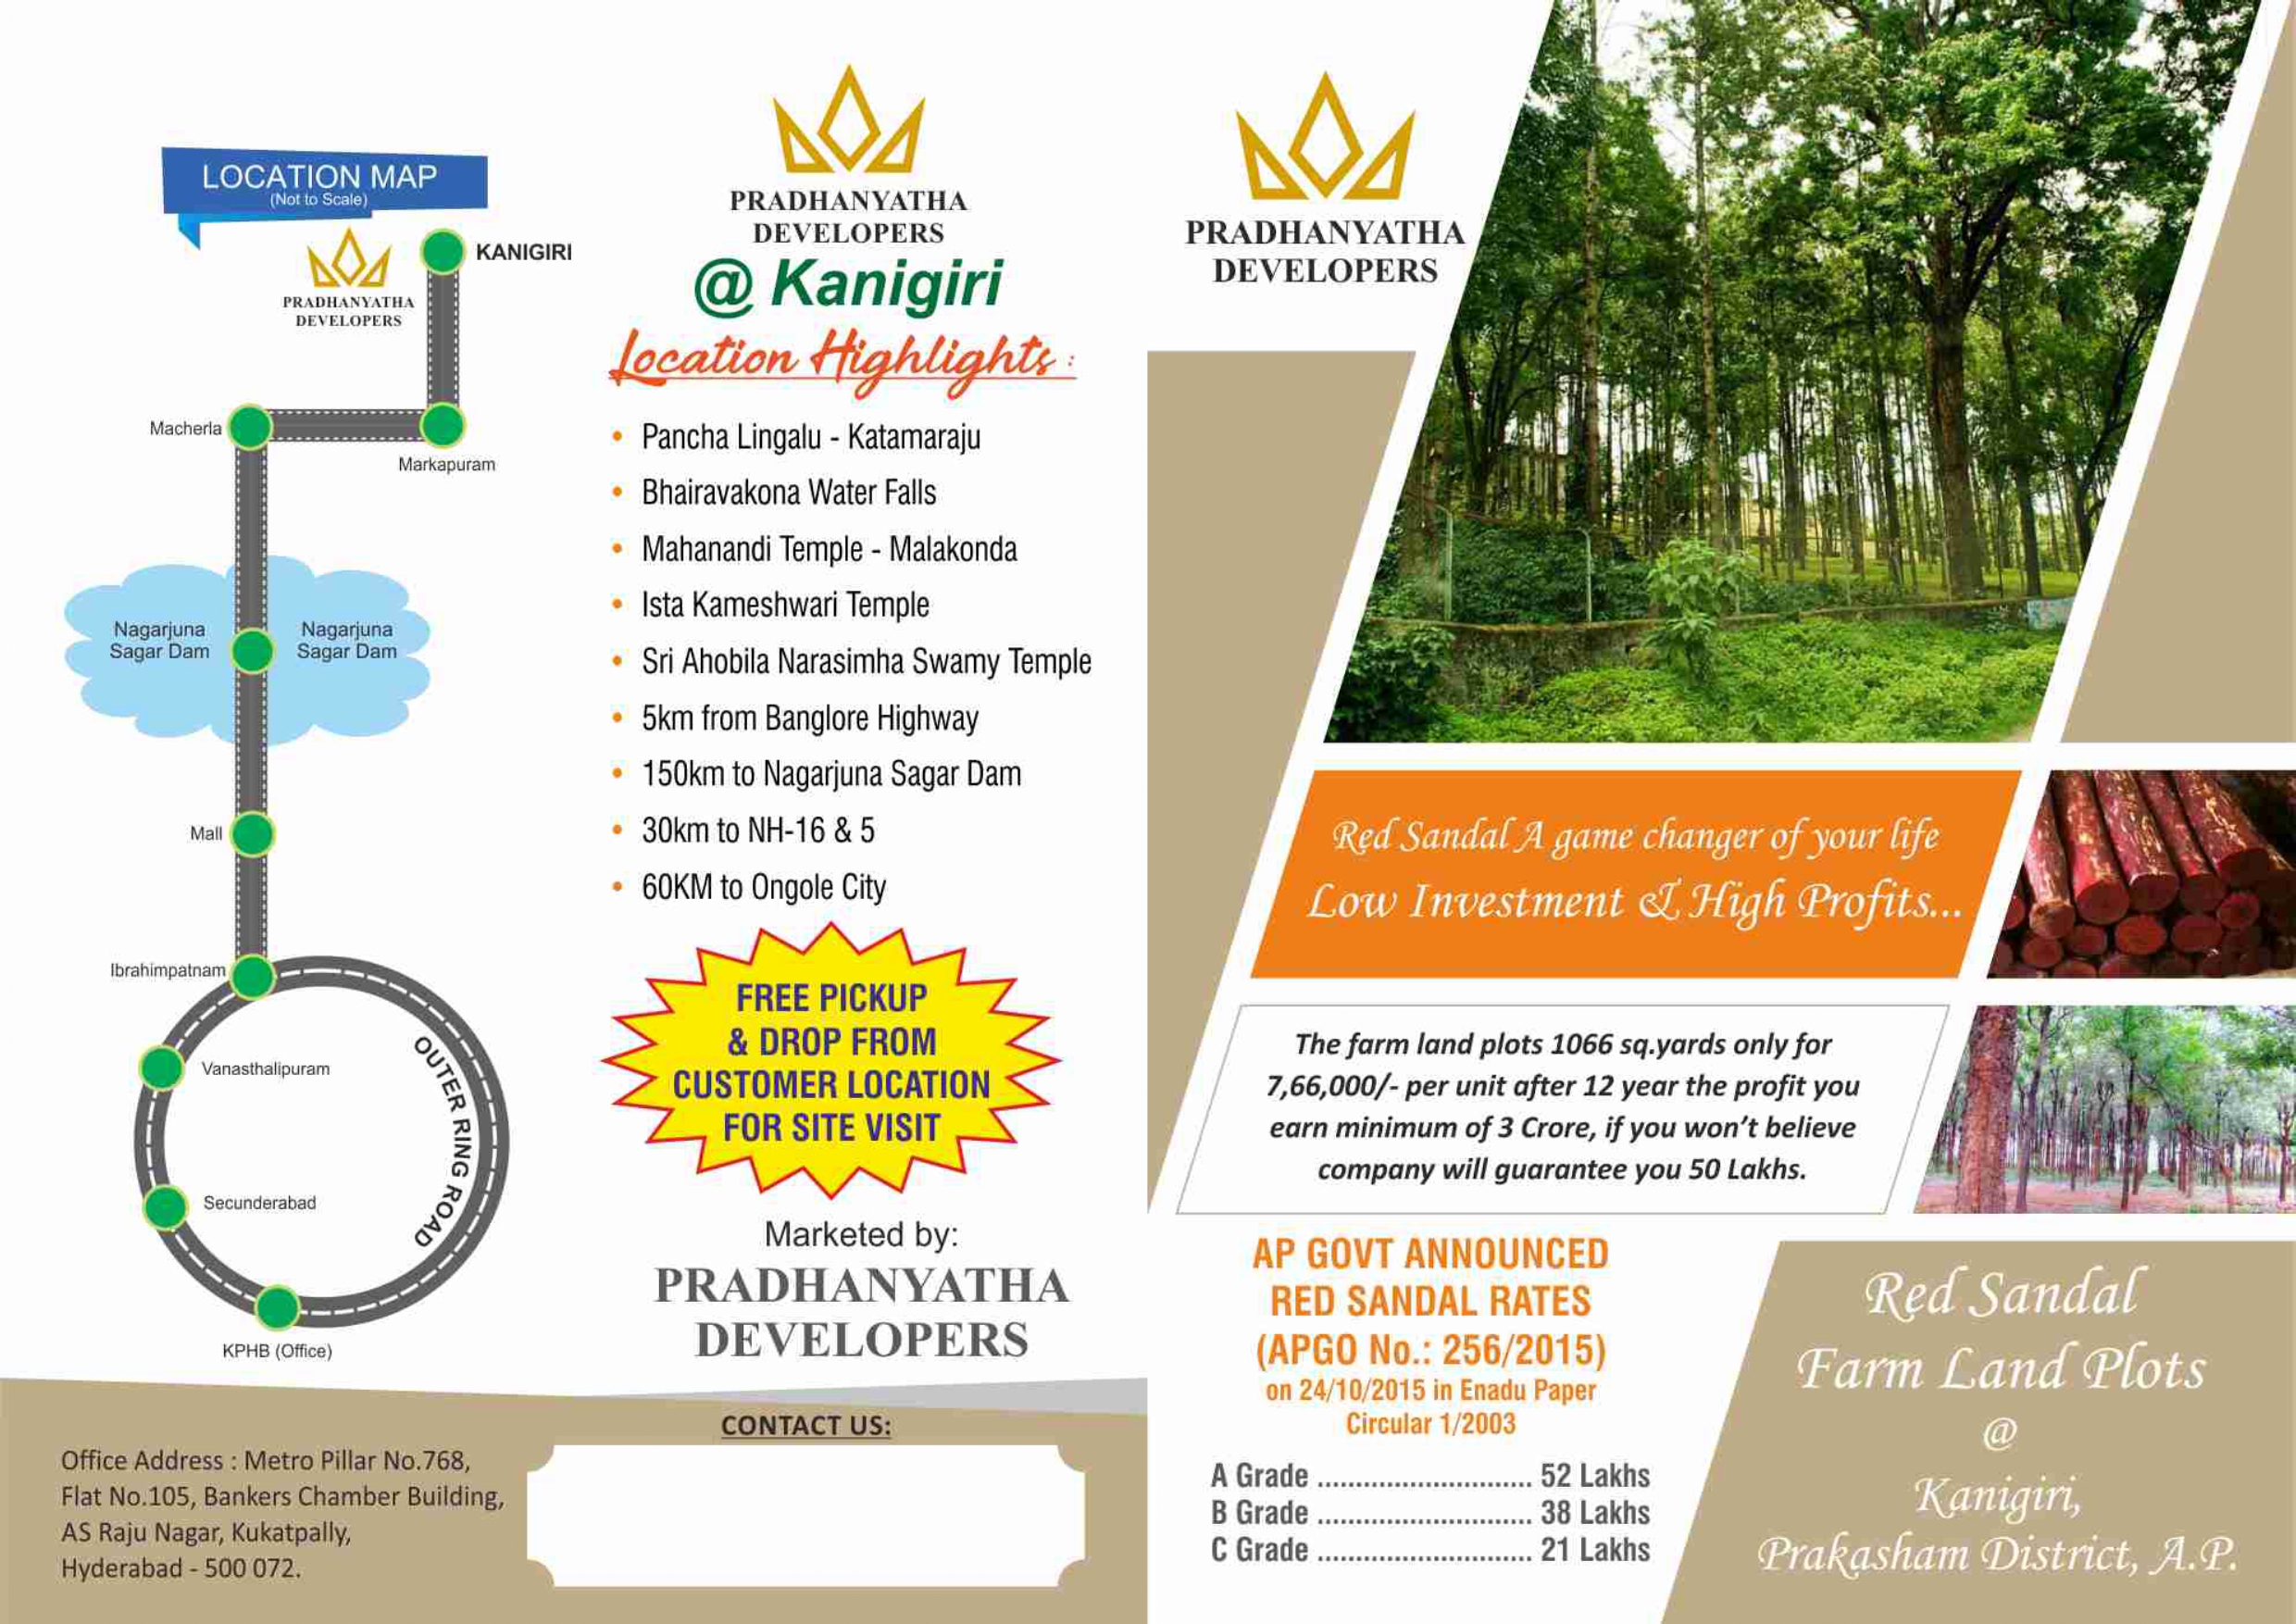 LOCATION MAP
(Not to Scale)
PRADHANYATHA
DEVELOPERS
KANIGIRI
Macherla
Markapuram
Nagarjuna
Sagar Dam
Nagarjuna
Sagar Dam
Mall
Ibrahimpatnam
OUTER RING ROAD
Vanasthalipuram
Secunderabad
KPHB (Office)
Office Address : Metro Pillar No.768,
Flat No.105, Bankers Chamber Building,
AS Raju Nagar, Kukatpally,
Hyderabad - 500 072.
PRADHANYATHA
DEVELOPERS
@ Kanigiri
Location Highlights :
• Pancha Lingalu - Katamaraju
• Bhairavakona Water Falls
• Mahanandi Temple - Malakonda
• Ista Kameshwari Temple
• Sri Ahobila Narasimha Swamy Temple
• 5km from Banglore Highway
• 150km to Nagarjuna Sagar Dam
• 30km to NH-16 & 5
• 60KM to Ongole City
FREE PICKUP
& DROP FROM
CUSTOMER LOCATION
FOR SITE VISIT
Marketed by:
PRADHANYATHA
DEVELOPERS
CONTACT US:
PRADHANYATHA
DEVELOPERS
Red Sandal A game changer of your life
Low Investment & High Profits...
The farm land plots 1066 sq.yards only for
7,66,000/- per unit after 12 year the profit you
earn minimum of 3 Crore, if you won't believe
company will guarantee you 50 Lakhs.
AP GOVT ANNOUNCED
RED SANDAL RATES
(APGO No.: 256/2015)
on 24/10/2015 in Enadu Paper
Circular 1/2003
A Grade ............................ 52 Lakhs
B Grade ............................ 38 Lakhs
C Grade ............................ 21 Lakhs
Red Sandal
Farm Land Plots
@
Kanigiri,
Prakasham District, A.P.